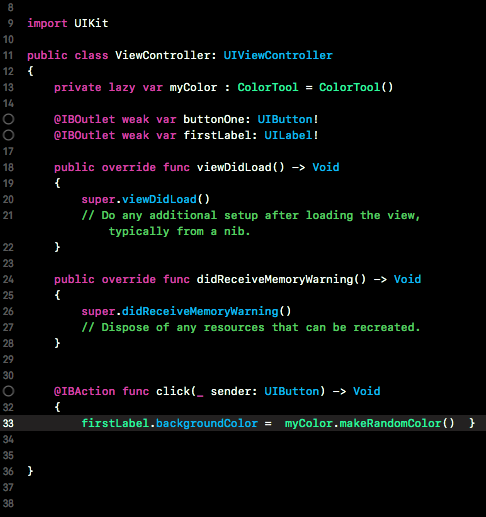 8
9 import UIKit
10
11 public class ViewController: UIViewController
12 {
13 private lazy var myColor : ColorTool = ColorTool()
14
@IBOutlet weak var buttonOne: UIButton!
@IBOutlet weak var firstLabel: UILabel!
17
18 public override func viewDidLoad() -> Void
19 {
20 super.viewDidLoad()
21 // Do any additional setup after loading the view,
typically from a nib.
22 }
23
24 public override func didReceiveMemoryWarning() -> Void
25 {
26 super.didReceiveMemoryWarning()
27 // Dispose of any resources that can be recreated.
28 }
29
30
@IBAction func click(_ sender: UIButton) -> Void
32 {
33 firstLabel.backgroundColor =  myColor.makeRandomColor()  }
34
35
36 }
37
38